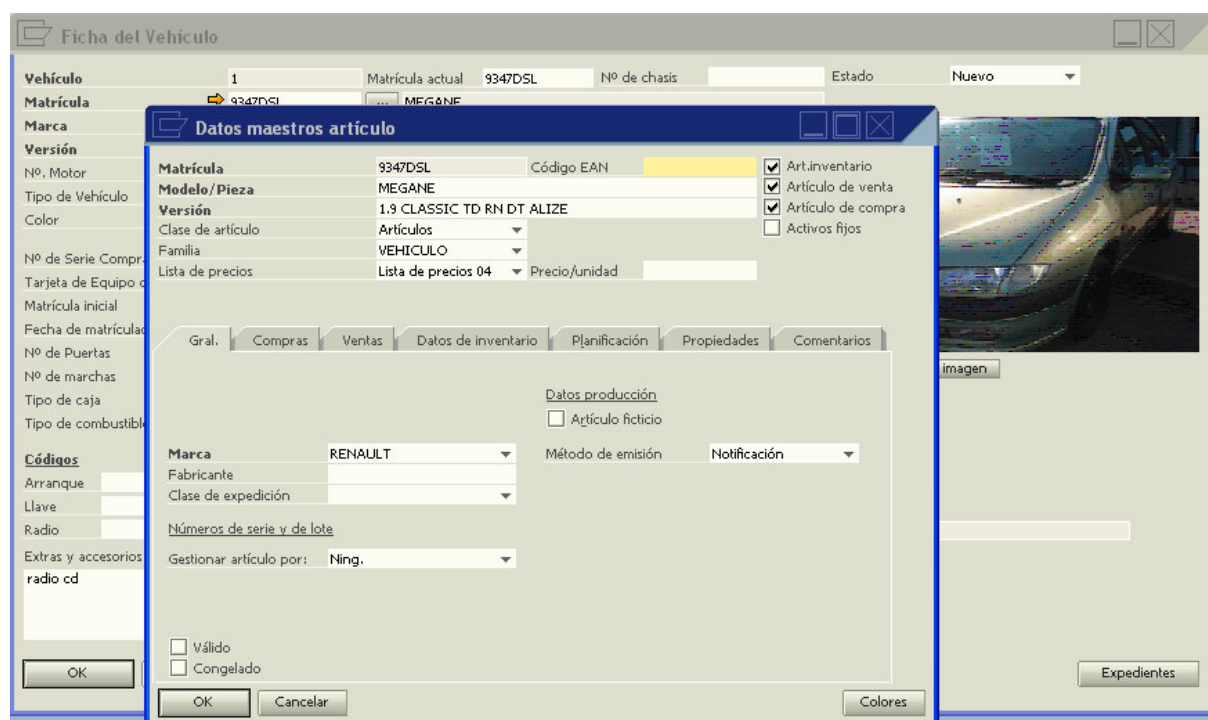 Ficha del Vehículo
Vehículo 1 Matrícula actual 9347DSL Nº de chasis Estado Nuevo
Matrícula 9347DSL ... MEGANE
Marca
Versión
Nº. Motor
Tipo de Vehículo
Color
Nº de Serie
Tarjeta de Equipo
Matrícula inicial
Fecha de
Nº de Puertas
Nº de marchas
Tipo de caja
Tipo de
imagen
Códigos
Arranque
Llave
Radio
Extras y accesorios
radio cd
OK
Expedientes
Datos maestros artículo
Matrícula 9347DSL Código EAN Art.inventario
Modelo/Pieza MEGANE Artículo de venta
Versión 1.9 CLASSIC TD RN DT ALIZE Artículo de compra
Clase de artículo Artículos Activos fijos
Familia VEHICULO
Lista de precios Lista de precios 04 Precio/unidad
Gral. Compras Ventas Datos de inventario Planificación Propiedades Comentarios
Datos producción
Artículo ficticio
Marca RENAULT Método de emisión Notificación
Fabricante
Clase de expedición
Números de serie y de lote
Gestionar artículo por: Ning.
Válido
Congelado
OK Cancelar Colores